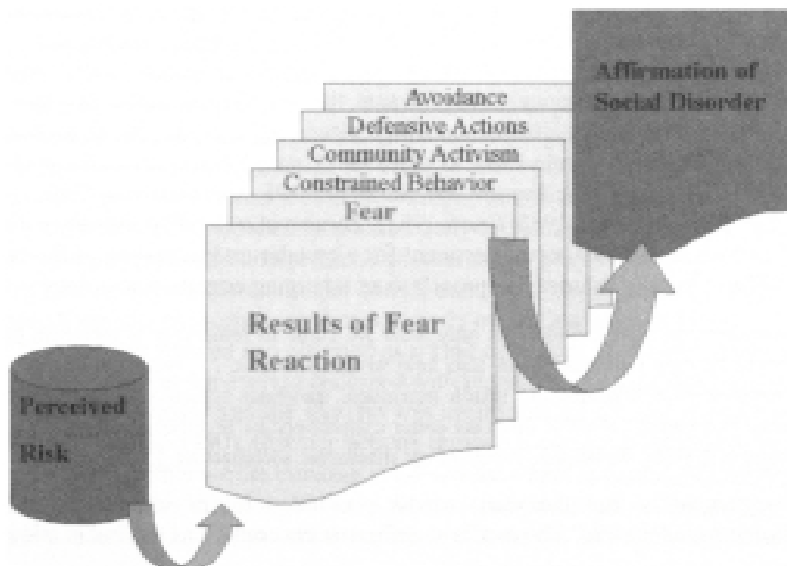 Affirmation of
Social Disorder
Avoidance
Defensive Actions
Community Activism
Constrained Behavior
Fear
Results of Fear
Reaction
Perceived
Risk